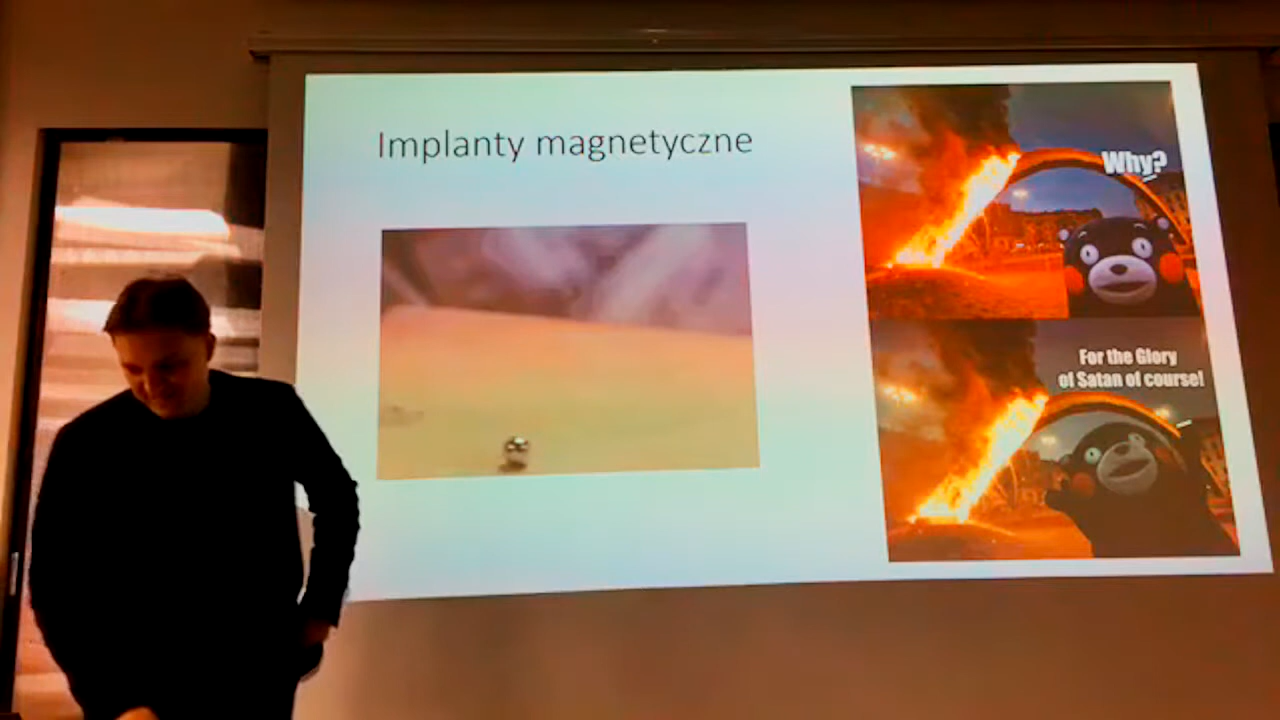 Implanty magnetyczne
Why?
For the Glory
of Satan of course!